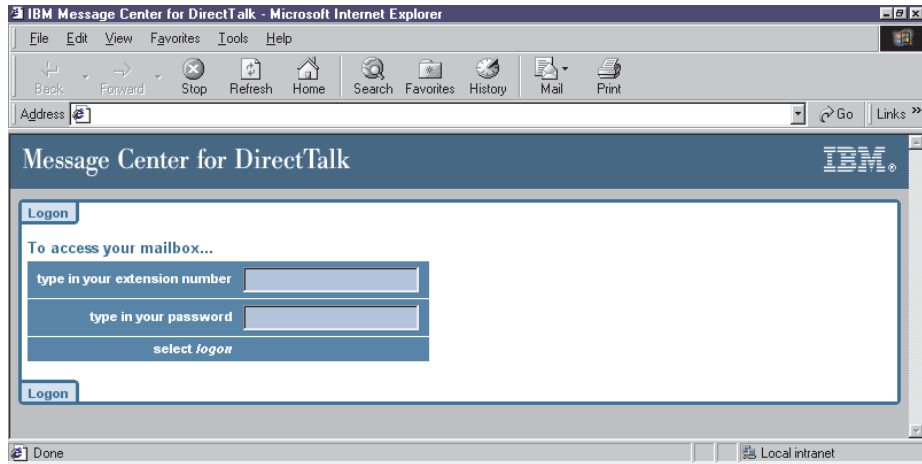 IBM Message Center for DirectTalk - Microsoft Internet Explorer
File Edit View Favorites Tools Help
Back Forward Stop Refresh Home Search Favorites History Mail Print
Address Go Links »
Message Center for DirectTalk IBM®
Logon
To access your mailbox...
type in your extension number
type in your password
select logon
Logon
Done Local intranet